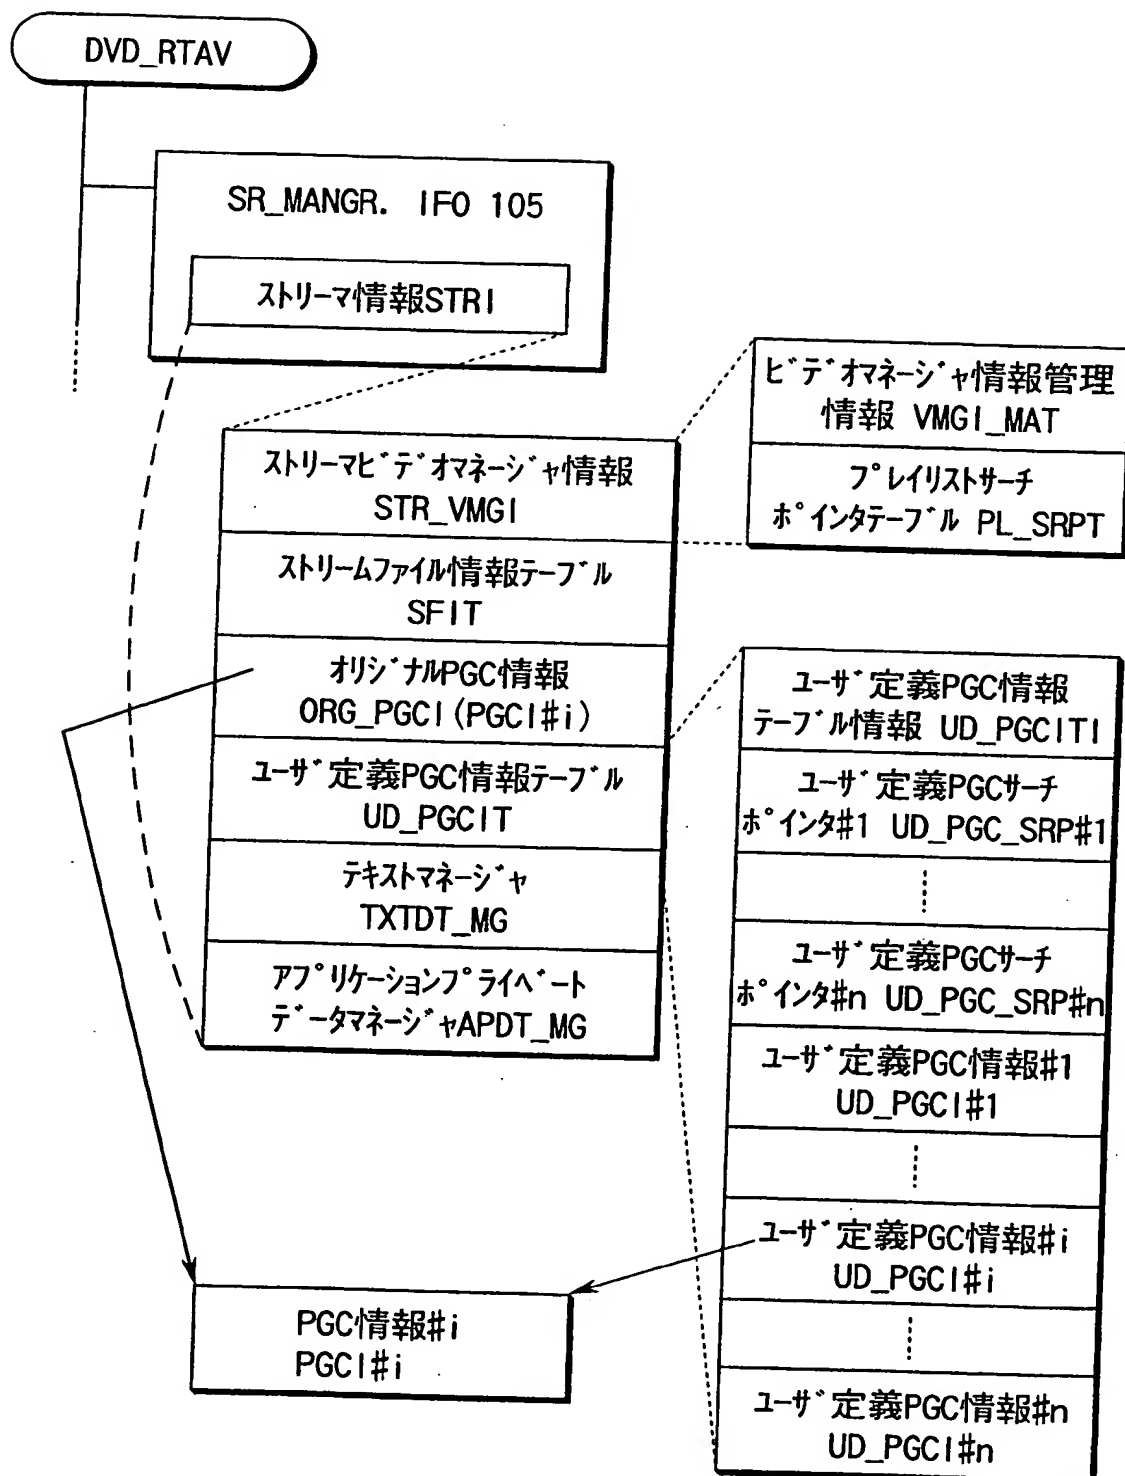 DVD_RTAV
SR_MANGR. IFO 105
ストリーマ情報STRI
ビデオマネージャ情報管理
情報 VMGI_MAT
プレイリストサーチ
ポインタテーブル PL_SRPT
ストリーマビデオマネージャ情報
STR_VMGI
ストリームファイル情報テーブル
SFIT
オリジナルPGC情報
ORG_PGCI(PGCI#i)
ユーザ定義PGC情報テーブル
UD_PGCIT
テキストマネージャ
TXTDT_MG
アプリケーションプライベート
データマネージャAPDT_MG
ユーザ定義PGC情報
テーブル情報 UD_PGCITI
ユーザ定義PGCサーチ
ポインタ#1 UD_PGC_SRP#1
ユーザ定義PGCサーチ
ポインタ#n UD_PGC_SRP#n
ユーザ定義PGC情報#1
UD_PGCI#1
ユーザ定義PGC情報#i
UD_PGCI#i
ユーザ定義PGC情報#n
UD_PGCI#n
PGC情報#i
PGCI#i